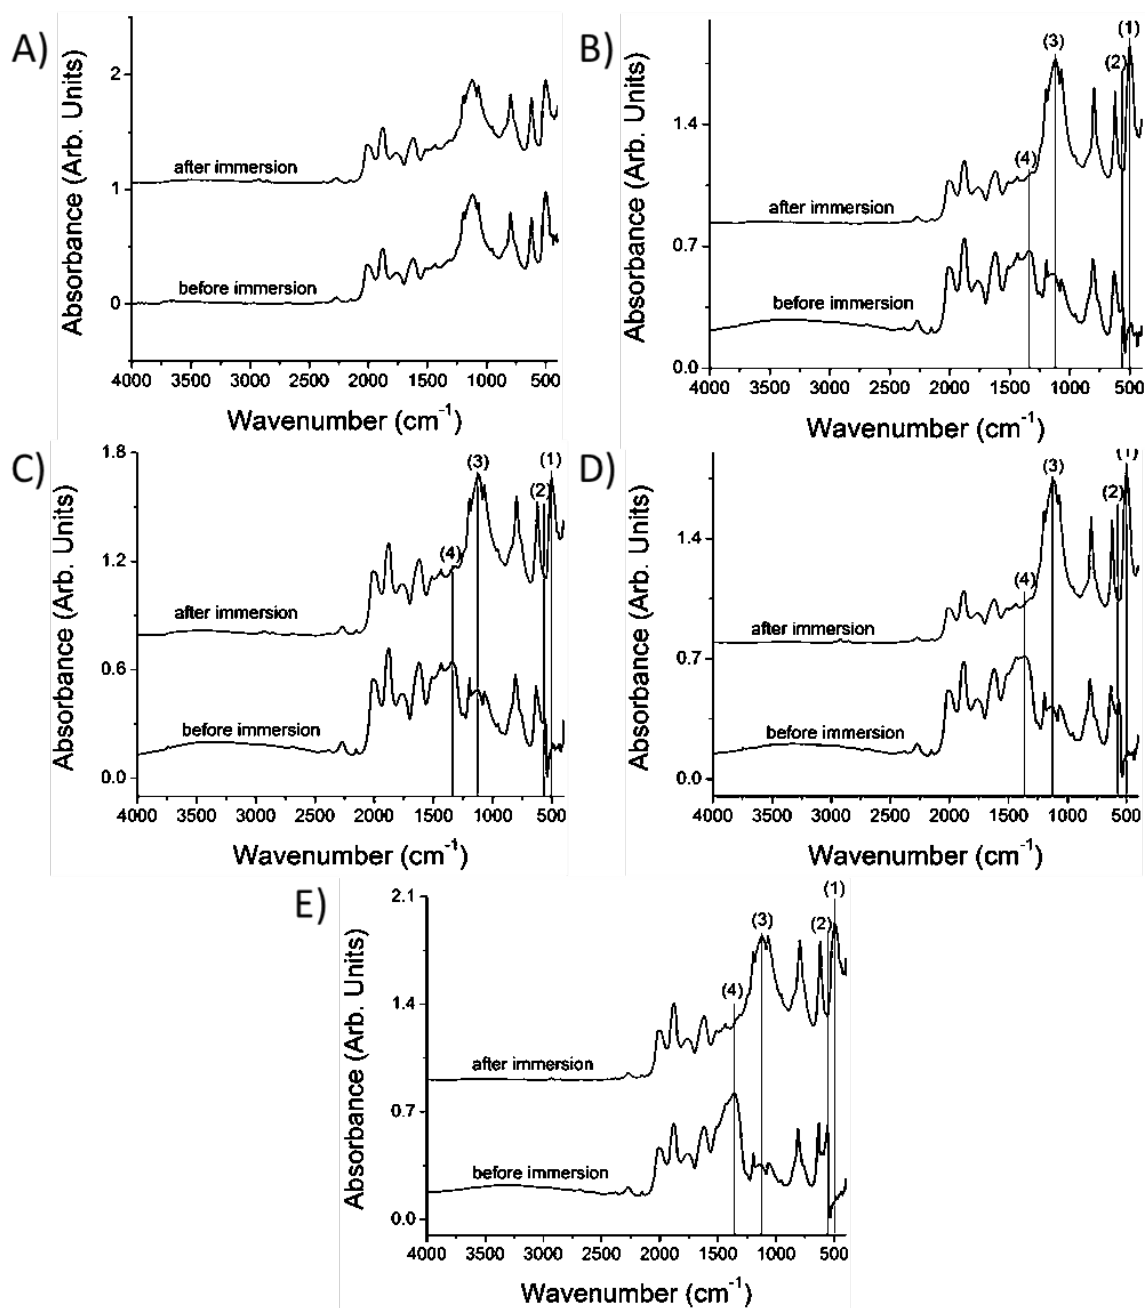 A)
Absorbance (Arb. Units)
2
1
0
after immersion
before immersion
4000 3500 3000 2500 2000 1500 1000 500
Wavenumber (cm⁻¹)
B)
Absorbance (Arb. Units)
1.4
0.7
0.0
(1)
(3)
(2)
(4)
after immersion
before immersion
4000 3500 3000 2500 2000 1500 1000 500
Wavenumber (cm⁻¹)
C)
Absorbance (Arb. Units)
1.8
1.2
0.6
0.0
(1)
(3)
(2)
(4)
after immersion
before immersion
4000 3500 3000 2500 2000 1500 1000 500
Wavenumber (cm⁻¹)
D)
Absorbance (Arb. Units)
1.4
0.7
0.0
(1)
(3)
(2)
(4)
after immersion
before immersion
4000 3500 3000 2500 2000 1500 1000 500
Wavenumber (cm⁻¹)
E)
Absorbance (Arb. Units)
2.1
1.4
0.7
0.0
(1)
(3)
(2)
(4)
after immersion
before immersion
4000 3500 3000 2500 2000 1500 1000 500
Wavenumber (cm⁻¹)